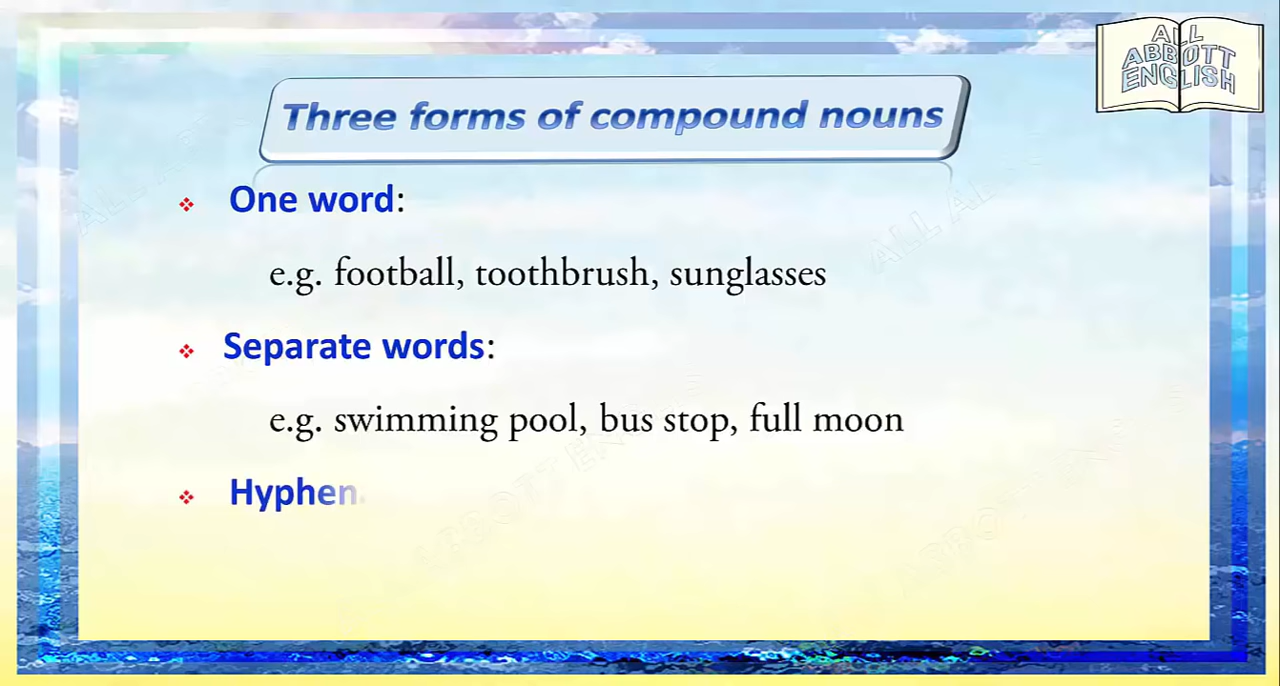 ALL
ABBOTT
ENGLISH
Three forms of compound nouns
One word:
e.g. football, toothbrush, sunglasses
Separate words:
e.g. swimming pool, bus stop, full moon
Hyphen